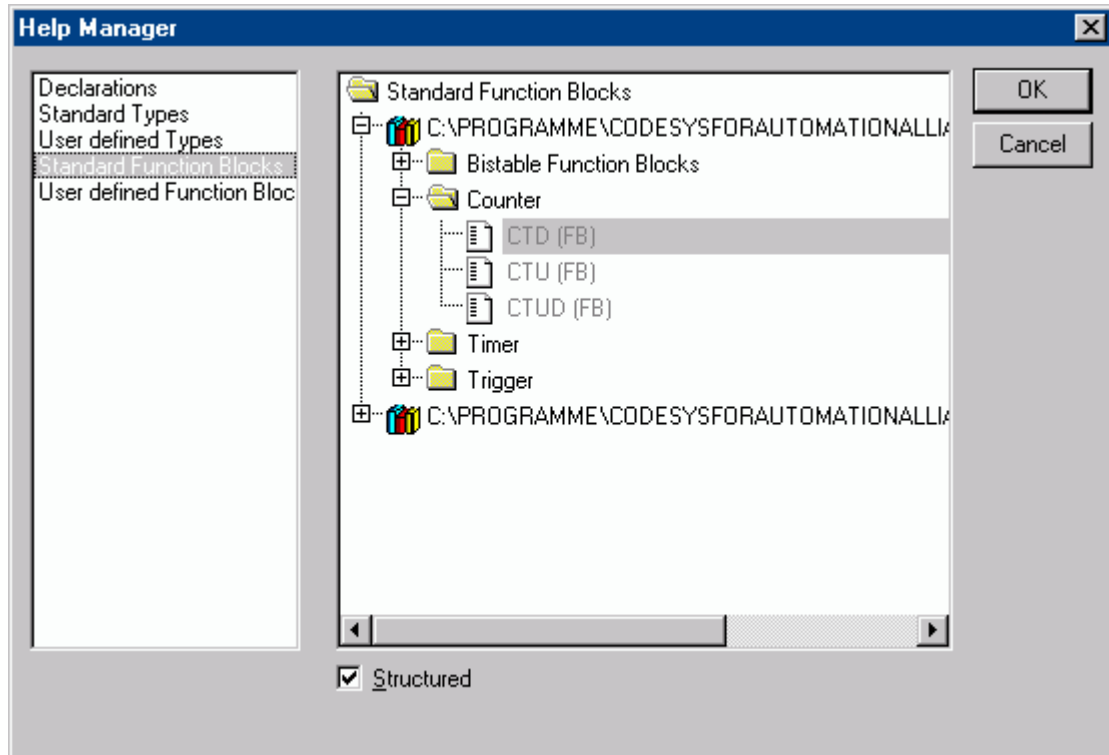 Help Manager
Declarations
Standard Types
User defined Types
Standard Function Blocks
User defined Function Bloc
Standard Function Blocks
C:\PROGRAMME\CODESYSFORAUTOMATIONALLIA
Bistable Function Blocks
Counter
CTD (FB)
CTU (FB)
CTUD (FB)
Timer
Trigger
C:\PROGRAMME\CODESYSFORAUTOMATIONALLIA
Structured
OK
Cancel